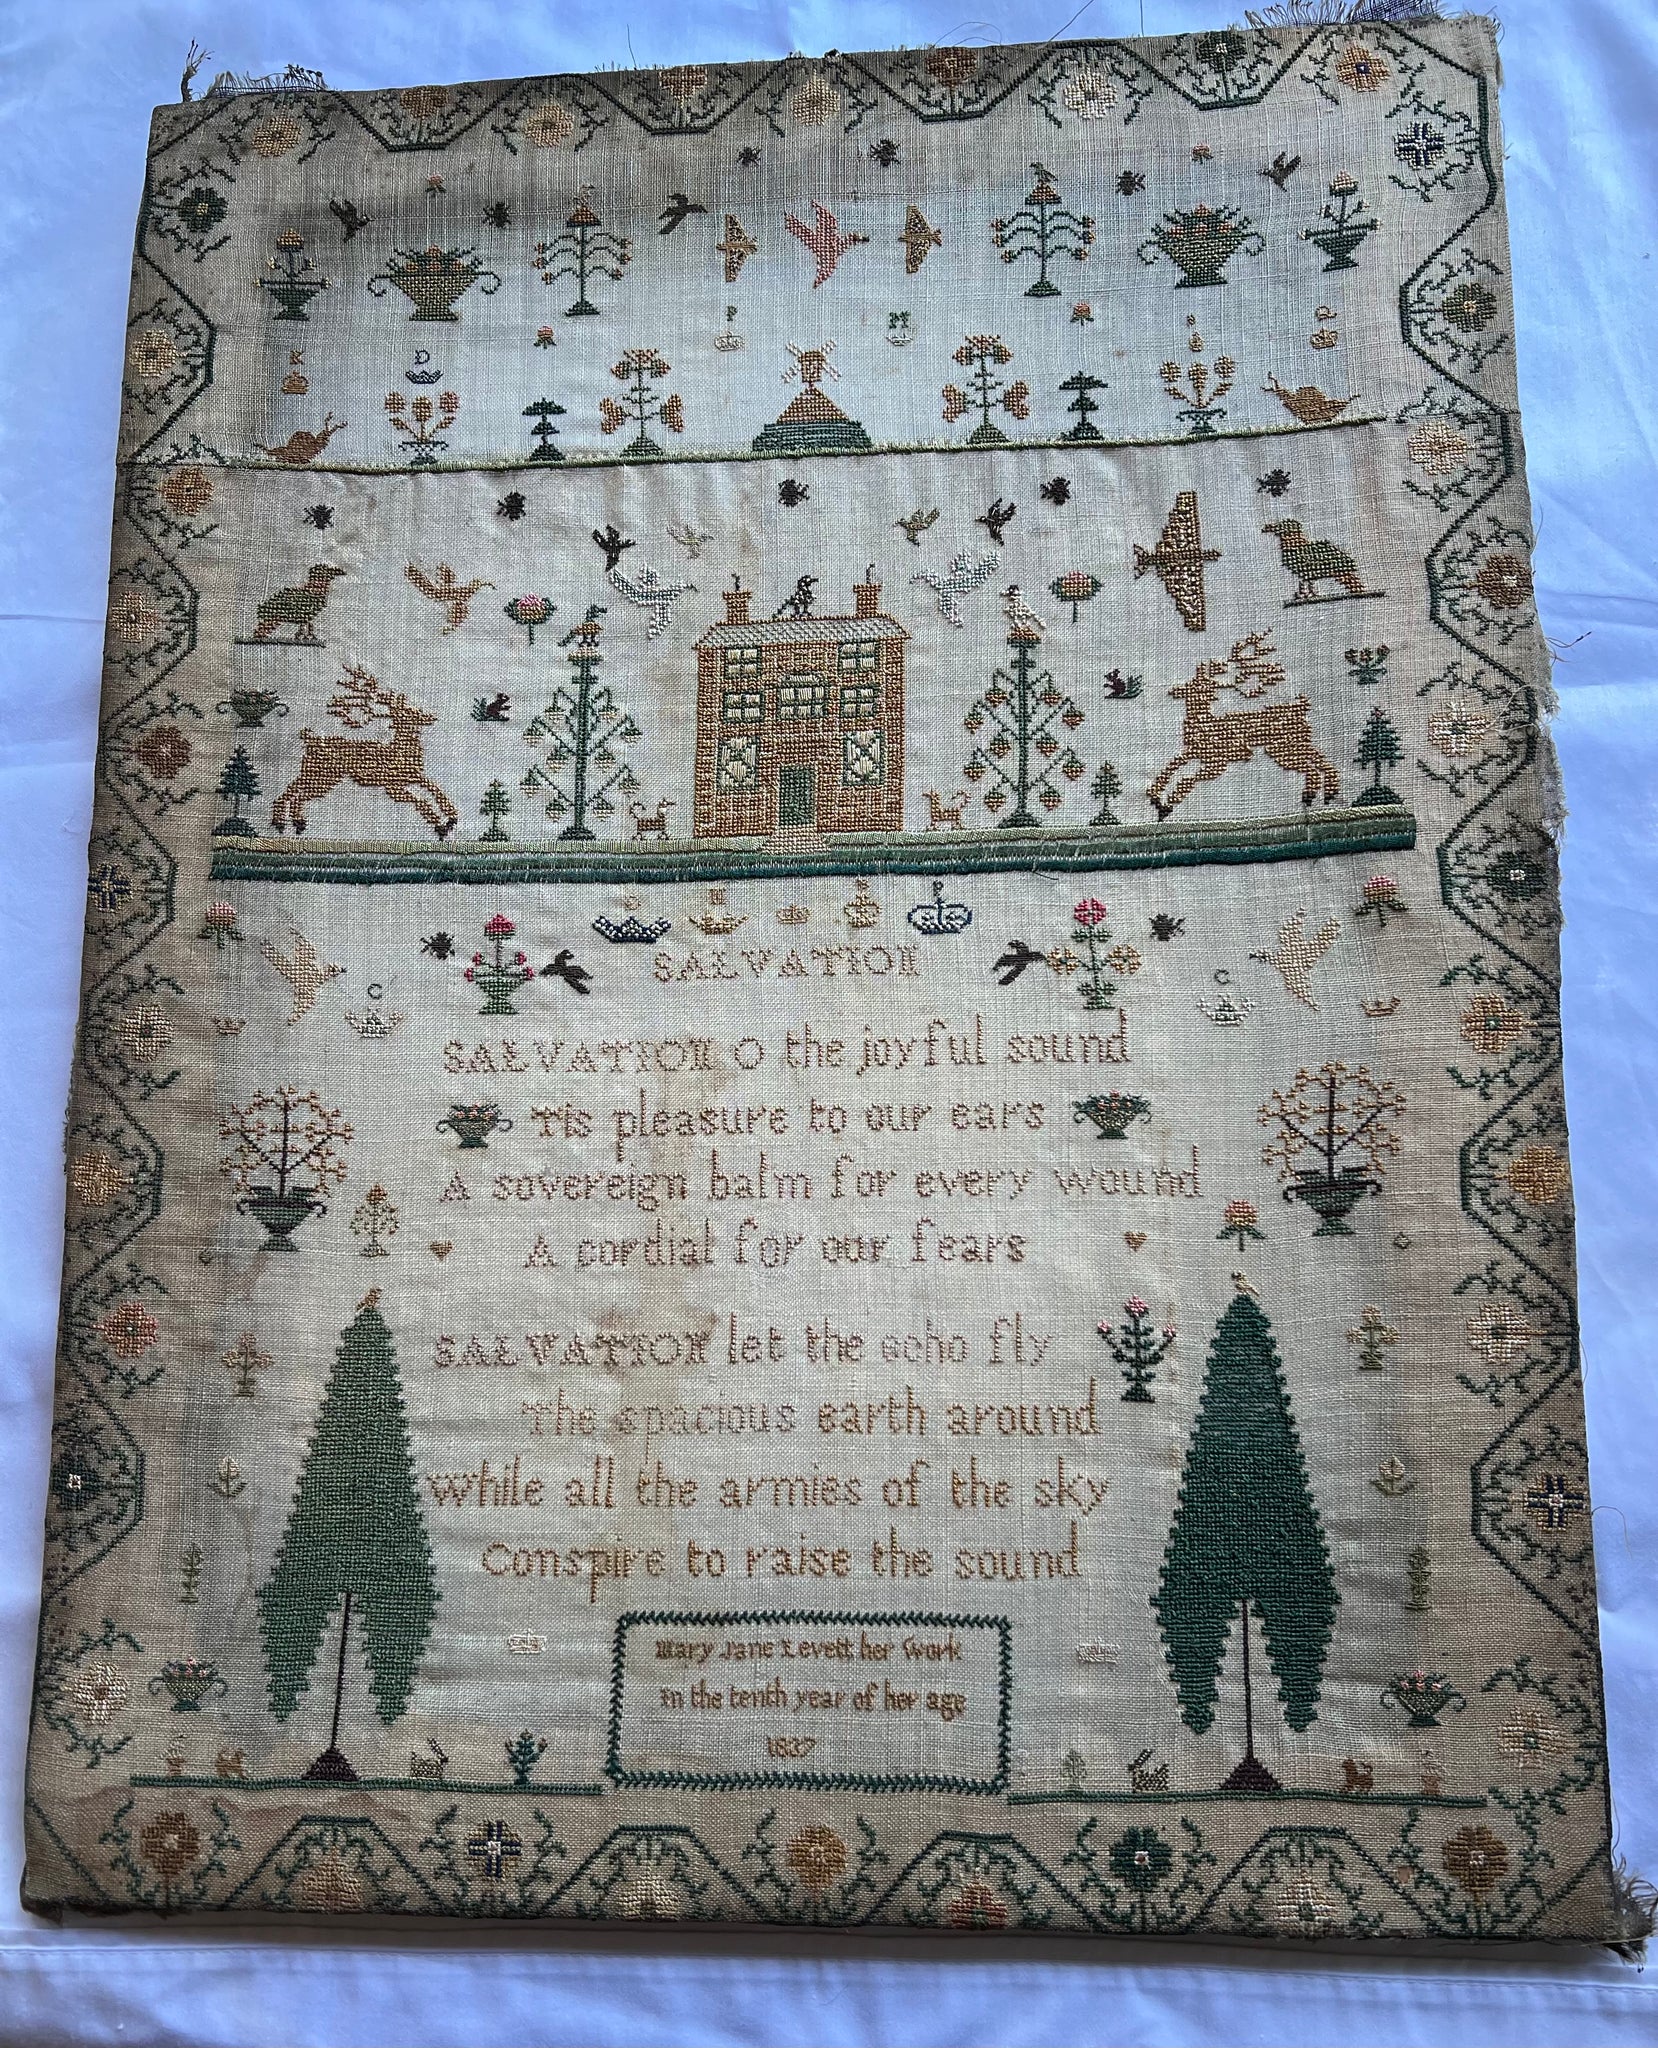 P M
K D S P
D M S E P
SALVATION
C C
SALVATION O the joyful sound
Tis pleasure to our ears
A sovereign balm for every wound
A cordial for our fears
SALVATION let the echo fly
The spacious earth around
While all the armies of the sky
Conspire to raise the sound
Mary Jane Levett her Work
In the tenth year of her age
1837